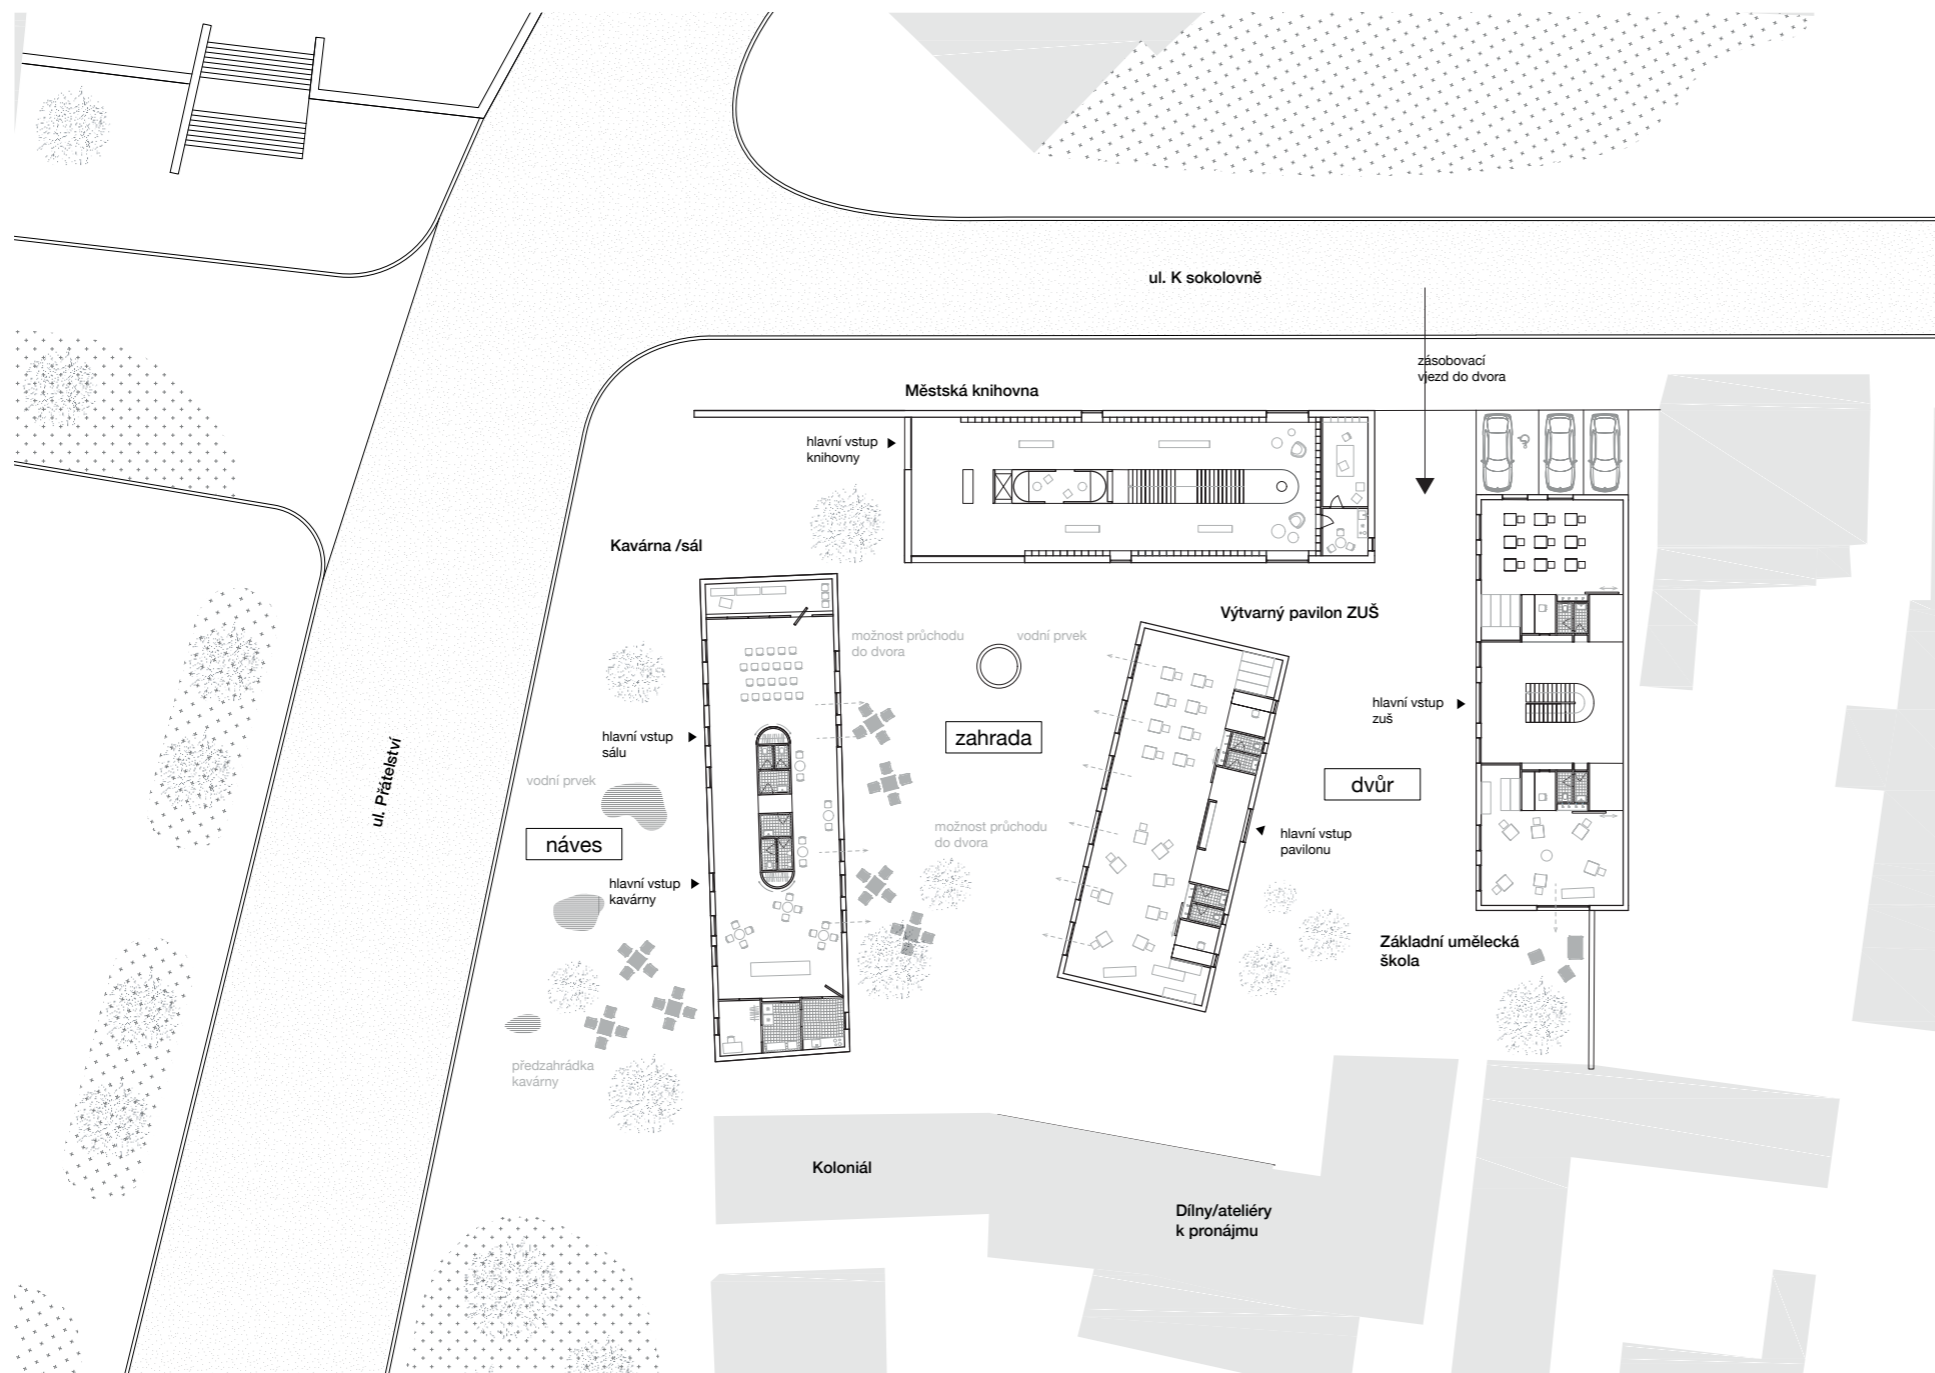 ul. K sokolovně
zásobovací
vjezd do dvora
Městská knihovna
hlavní vstup
knihovny
Kavárna /sál
Výtvarný pavilon ZUŠ
možnost průchodu
do dvora
vodní prvek
hlavní vstup
zuš
hlavní vstup
sálu
zahrada
ul. Přátelství
vodní prvek
dvůr
možnost průchodu
do dvora
hlavní vstup
pavilonu
náves
hlavní vstup
kavárny
Základní umělecká
škola
předzahrádka
kavárny
Koloniál
Dílny/ateliéry
k pronájmu